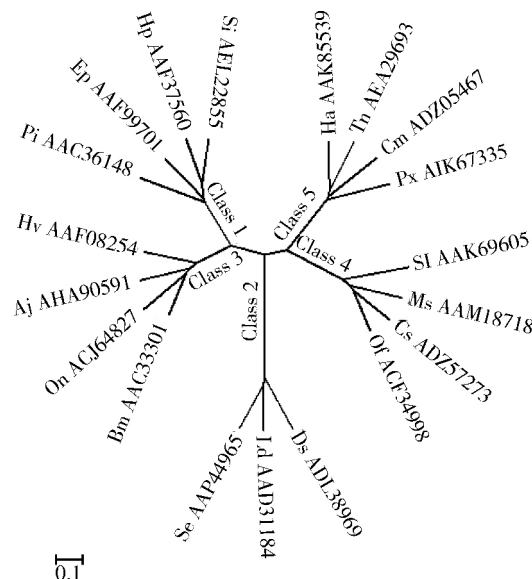 Si AEL22855
Hp AAF37560
Ep AAF99701
Pi AAC36148
Class 1
Hv AAF08254
Aj AHA90591
On ACJ64827
Bm AAC33301
Class 3
Class 2
Se AAP44965
Ld AAD31184
Ds ADL38969
Ha AAK85539
Tn AEA29693
Cm ADZ05467
Px AIK67335
Class 5
Class 4
SI AAK69605
Ms AAM18718
Cs ADZ57273
Of ACF34998
0.1